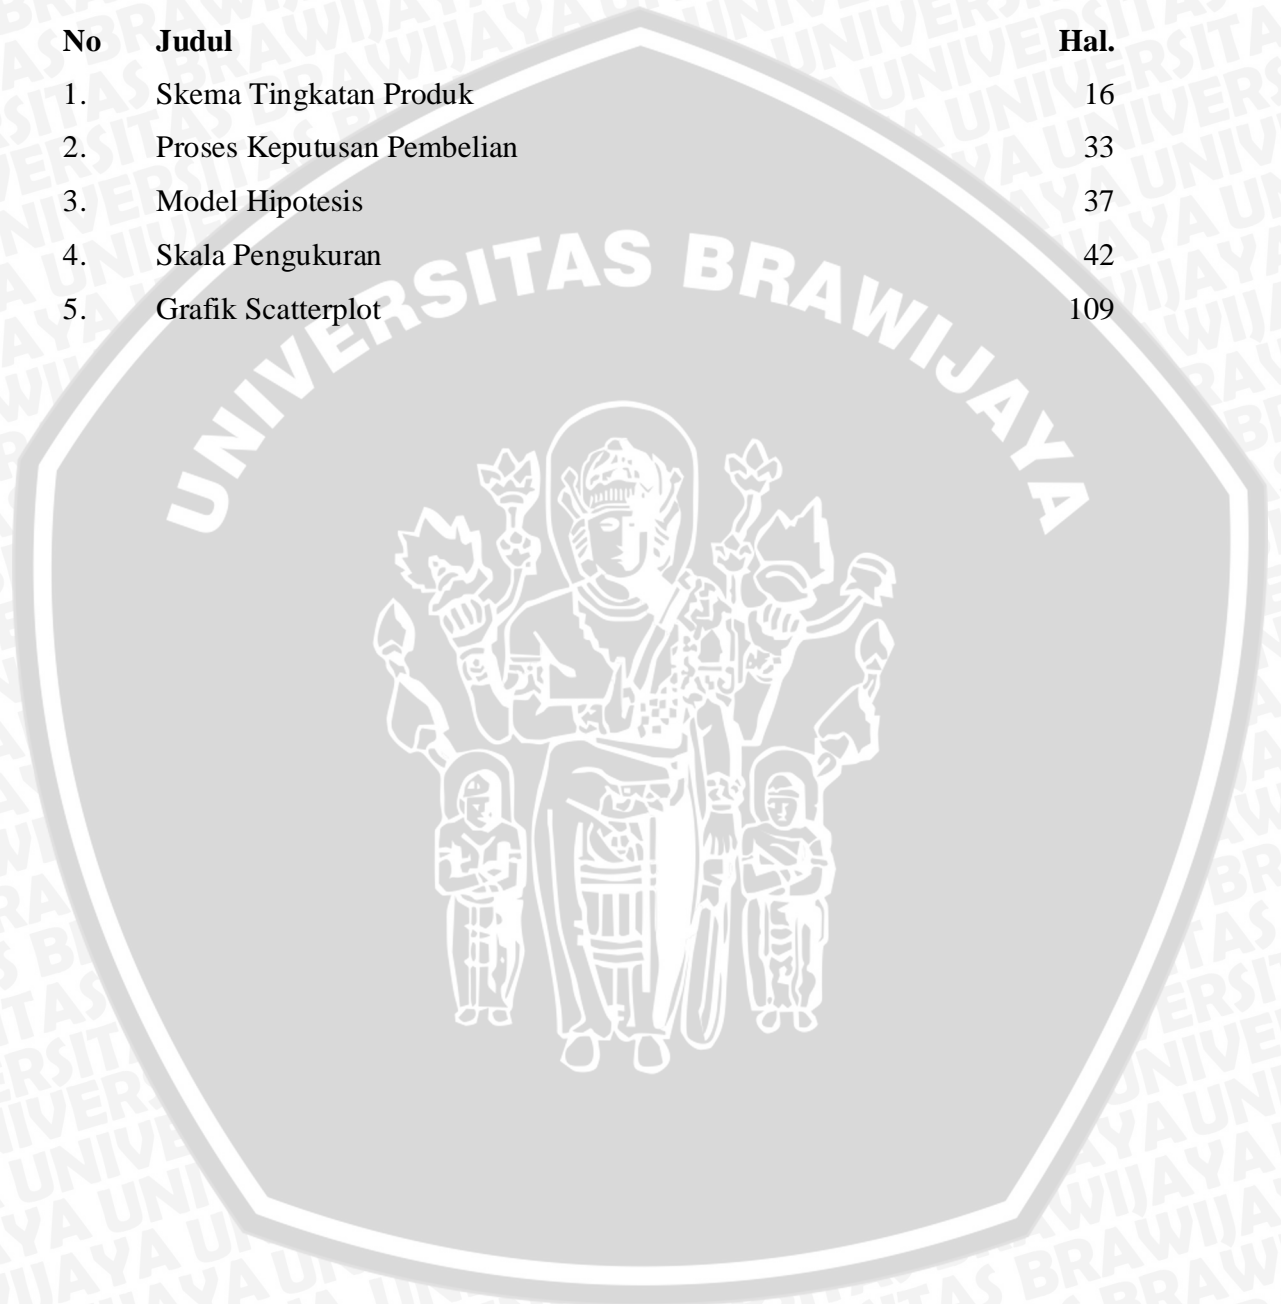 No Judul Hal.
1. Skema Tingkatan Produk 16
2. Proses Keputusan Pembelian 33
3. Model Hipotesis 37
4. Skala Pengukuran 42
5. Grafik Scatterplot 109
UNIVERSITAS BRAWIJAYA